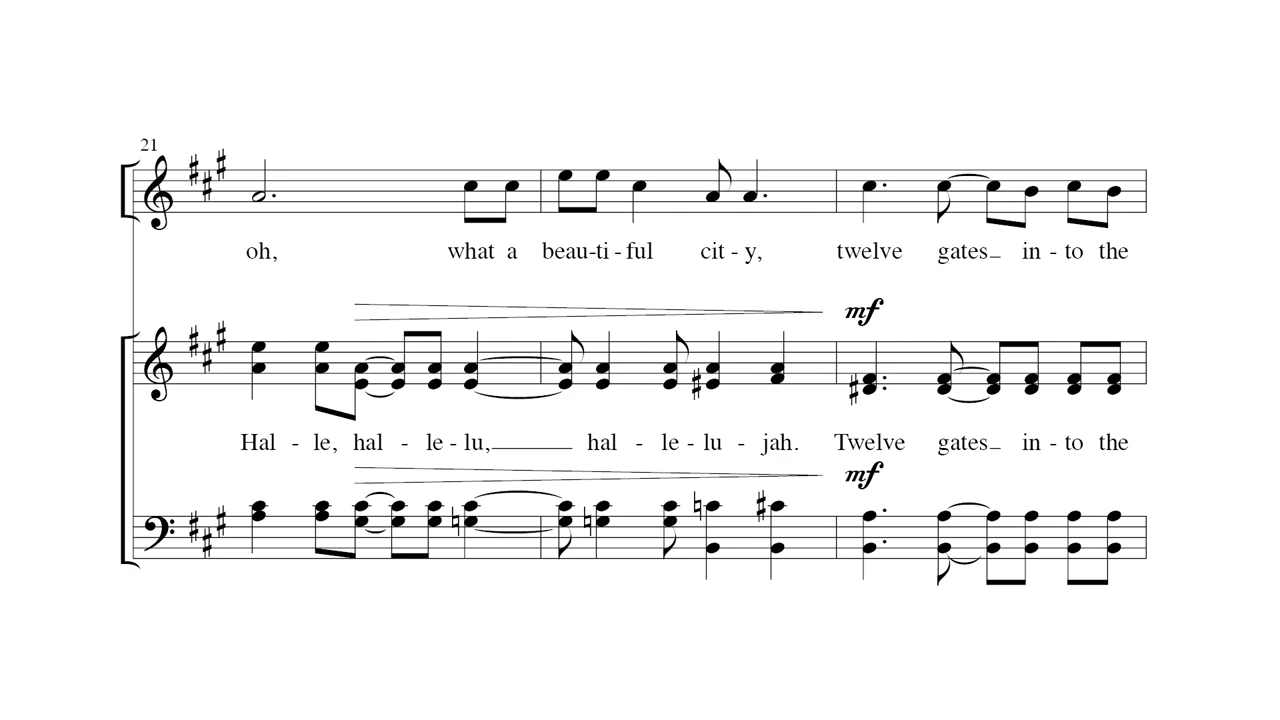 21
oh, what a beau-ti-ful cit-y, twelve gates_ in-to the
mf
Hal-le, hal-le-lu,_ hal-le-lu-jah. Twelve gates_ in-to the
mf